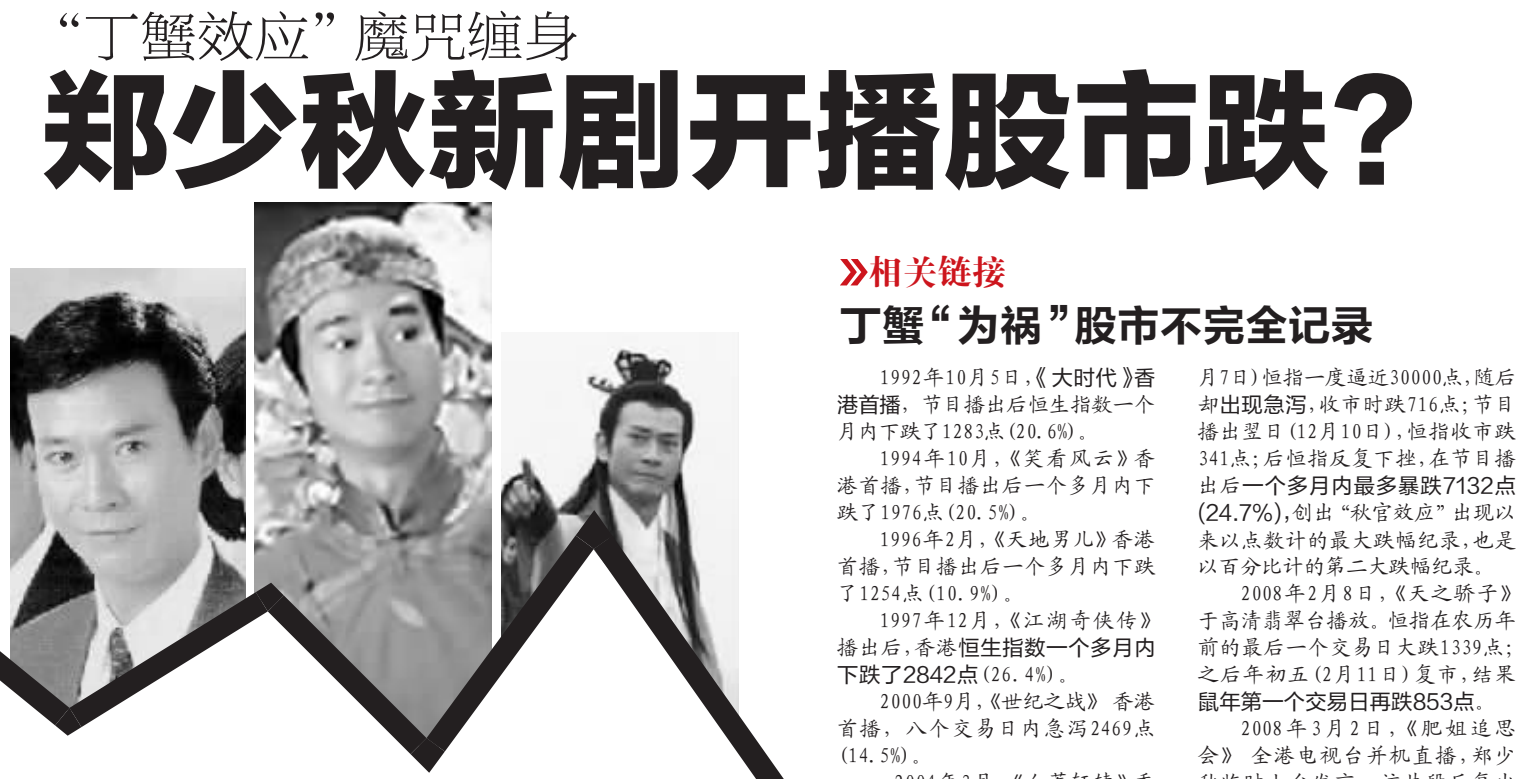 “丁蟹效应”魔咒缠身
郑少秋新剧开播股市跌？
相关链接
丁蟹“为祸”股市不完全记录
1992年10月5日，《大时代》香
港首播，节目播出后恒生指数一个
月内下跌了1283点(20.6%)。
1994年10月，《笑看风云》香
港首播，节目播出后一个多月内下
跌了1976点(20.5%)。
1996年2月，《天地男儿》香港
首播，节目播出后一个多月内下跌
了1254点(10.9%)。
1997年12月，《江湖奇侠传》
播出后，香港恒生指数一个多月内
下跌了2842点(26.4%)。
2000年9月，《世纪之战》香港
首播，八个交易日内急泻2469点
(14.5%)。
月7日)恒指一度逼近30000点，随后
却出现急泻，收市时跌716点；节目
播出翌日(12月10日)，恒指收市跌
341点；后恒指反复下挫，在节目播
出后一个多月内最多暴跌7132点
(24.7%)，创出“秋官效应”出现以
来以点数计的最大跌幅纪录，也是
以百分比计的第二大跌幅纪录。
2008年2月8日，《天之骄子》
于高清翡翠台播放。恒指在农历年
前的最后一个交易日大跌1339点；
之后年初五(2月11日)复市，结果
鼠年第一个交易日再跌853点。
2008年3月2日，《肥姐追思
会》 全港电视台并机直播，郑少